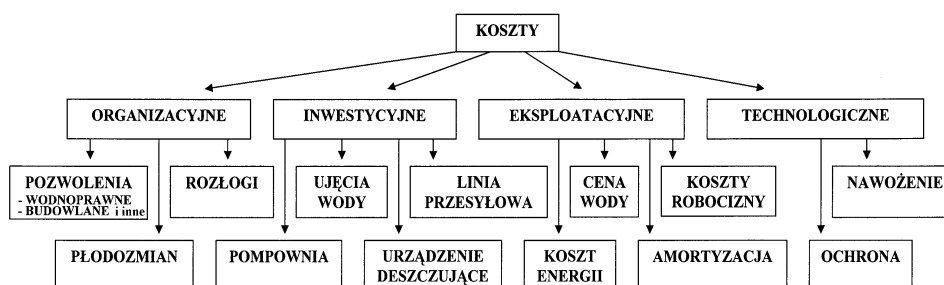 KOSZTY
ORGANIZACYJNE
INWESTYCYJNE
EKSPLOATACYJNE
TECHNOLOGICZNE
POZWOLENIA
- WODNOPRAWNE
- BUDOWLANE i inne
ROZŁOGI
UJĘCIA
WODY
LINIA
PRZESYŁOWA
CENA
WODY
KOSZTY
ROBOCIZNY
NAWOŻENIE
PŁODOZMIAN
POMPOWNIA
URZĄDZENIE
DESZCZUJĄCE
KOSZT
ENERGII
AMORTYZACJA
OCHRONA